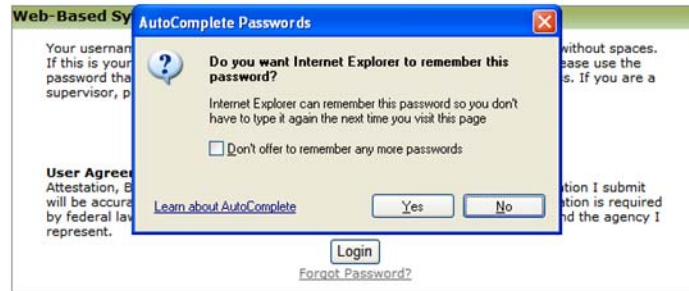 Web-Based Sy
AutoComplete Passwords
Your usernam
without spaces.
If this is your
ease use the
password tha
s. If you are a
supervisor, p
Do you want Internet Explorer to remember this
password?
Internet Explorer can remember this password so you don't
have to type it again the next time you visit this page
Don't offer to remember any more passwords
Learn about AutoComplete
Yes
No
User Agreer
Attestation, B
ation I submit
will be accura
ation is required
by federal law
nd the agency I
represent.
Login
Forgot Password?